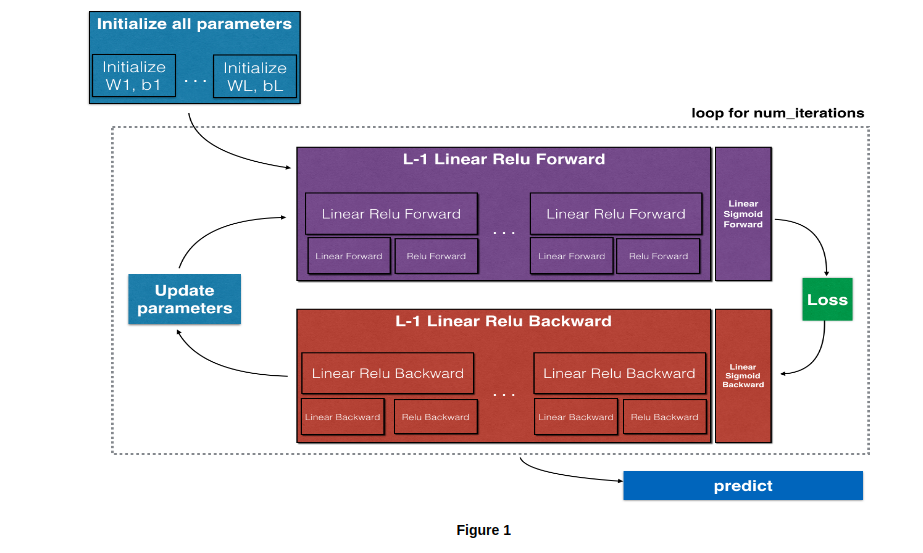 Initialize all parameters
Initialize
W1, b1
...
Initialize
WL, bL
loop for num_iterations
L-1 Linear Relu Forward
Linear Relu Forward
Linear Forward
Relu Forward
...
Linear Relu Forward
Linear Forward
Relu Forward
Linear
Sigmoid
Forward
Loss
Update
parameters
L-1 Linear Relu Backward
Linear Relu Backward
Linear Backward
Relu Backward
...
Linear Relu Backward
Linear Backward
Relu Backward
Linear
Sigmoid
Backward
predict
Figure 1